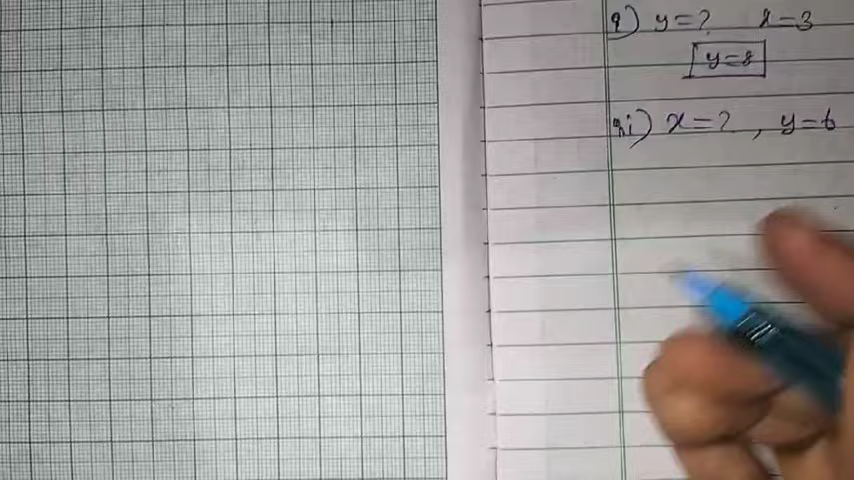 i) y=? x=3
y=8
ii) x=? , y=6